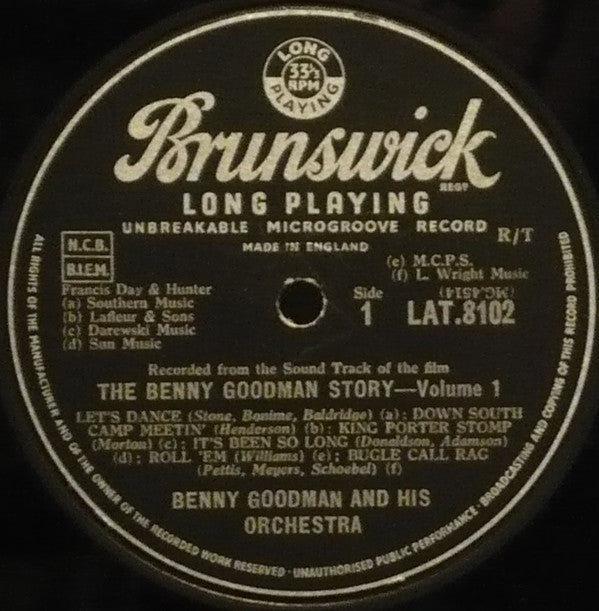 LONG
33⅓
RPM
PLAYING
Brunswick
REGT
LONG PLAYING
UNBREAKABLE MICROGROOVE RECORD
R/T
MADE IN ENGLAND
N.C.B.
B.I.E.M.
Francis Day & Hunter
(a) Southern Music
(b) Lafleur & Sons
(c) Darewski Music
(d) Sun Music
(e) M.C.P.S.
(f) L. Wright Music
(MC.4514)
Side
1
LAT.8102
Recorded from the Sound Track of the film
THE BENNY GOODMAN STORY—Volume 1
LET'S DANCE (Stone, Bonime, Baldridge) (a); DOWN SOUTH
CAMP MEETIN' (Henderson) (b); KING PORTER STOMP
(Morton) (c); IT'S BEEN SO LONG (Donaldson, Adamson)
(d); ROLL 'EM (Williams) (e); BUGLE CALL RAG
(Pettis, Meyers, Schoebel) (f)
BENNY GOODMAN AND HIS
ORCHESTRA
ALL RIGHTS OF THE MANUFACTURER AND OF THE OWNER OF THE RECORDED WORK RESERVED · UNAUTHORISED PUBLIC PERFORMANCE · BROADCASTING AND COPYING OF THIS RECORD PROHIBITED